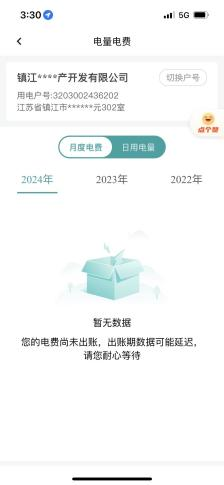 3:30
5G
电量电费
镇江****产开发有限公司
切换户号
用电户号:3203002436202
江苏省镇江市******元302室
点个赞
月度电费
日用电量
2024年
2023年
2022年
暂无数据
您的电费尚未出账，出账期数据可能延迟，
请您耐心等待